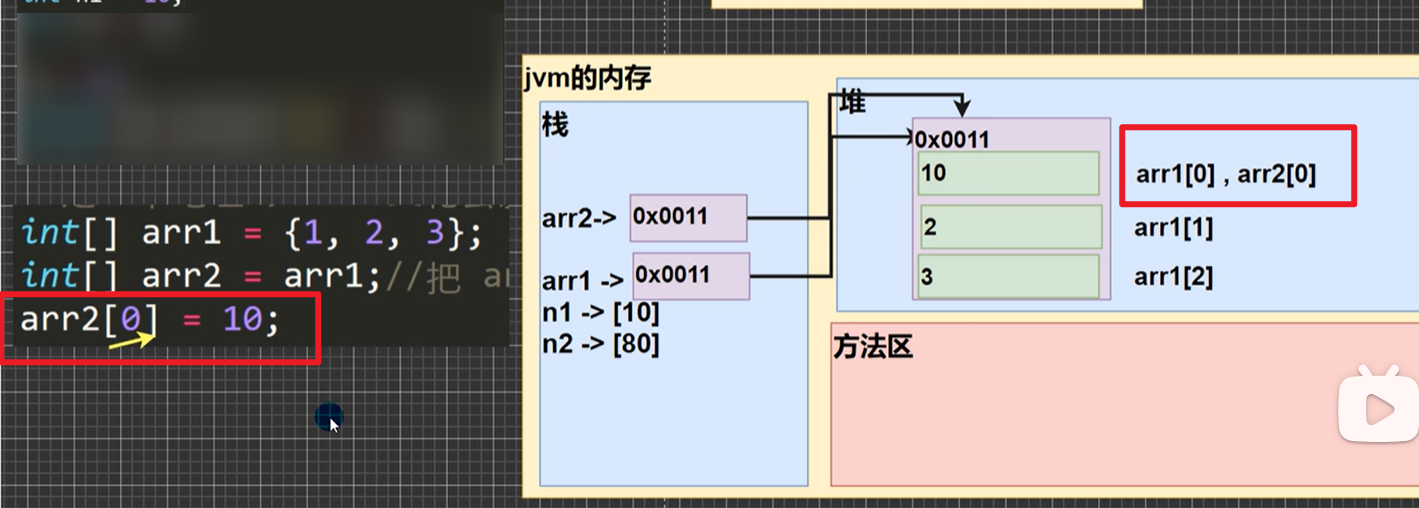 int[] arr1 = {1, 2, 3};
int[] arr2 = arr1;//把
arr2[0] = 10;
jvm的内存
栈
arr2-> 0x0011
arr1 -> 0x0011
n1 -> [10]
n2 -> [80]
堆
0x0011
10 arr1[0] , arr2[0]
2 arr1[1]
3 arr1[2]
方法区